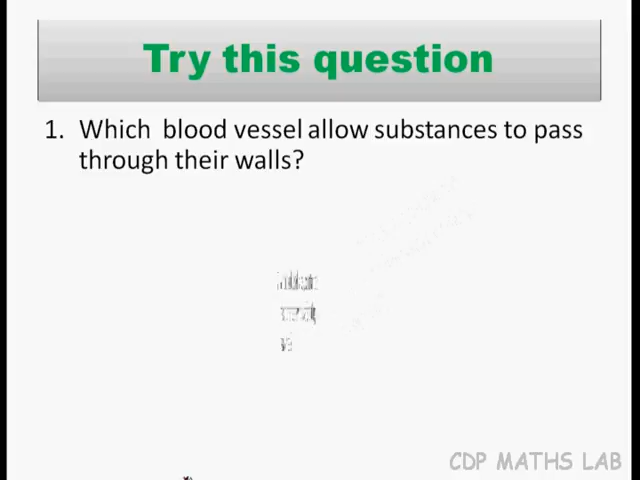 Try this question
1. Which blood vessel allow substances to pass
through their walls?
CDP MATHS LAB